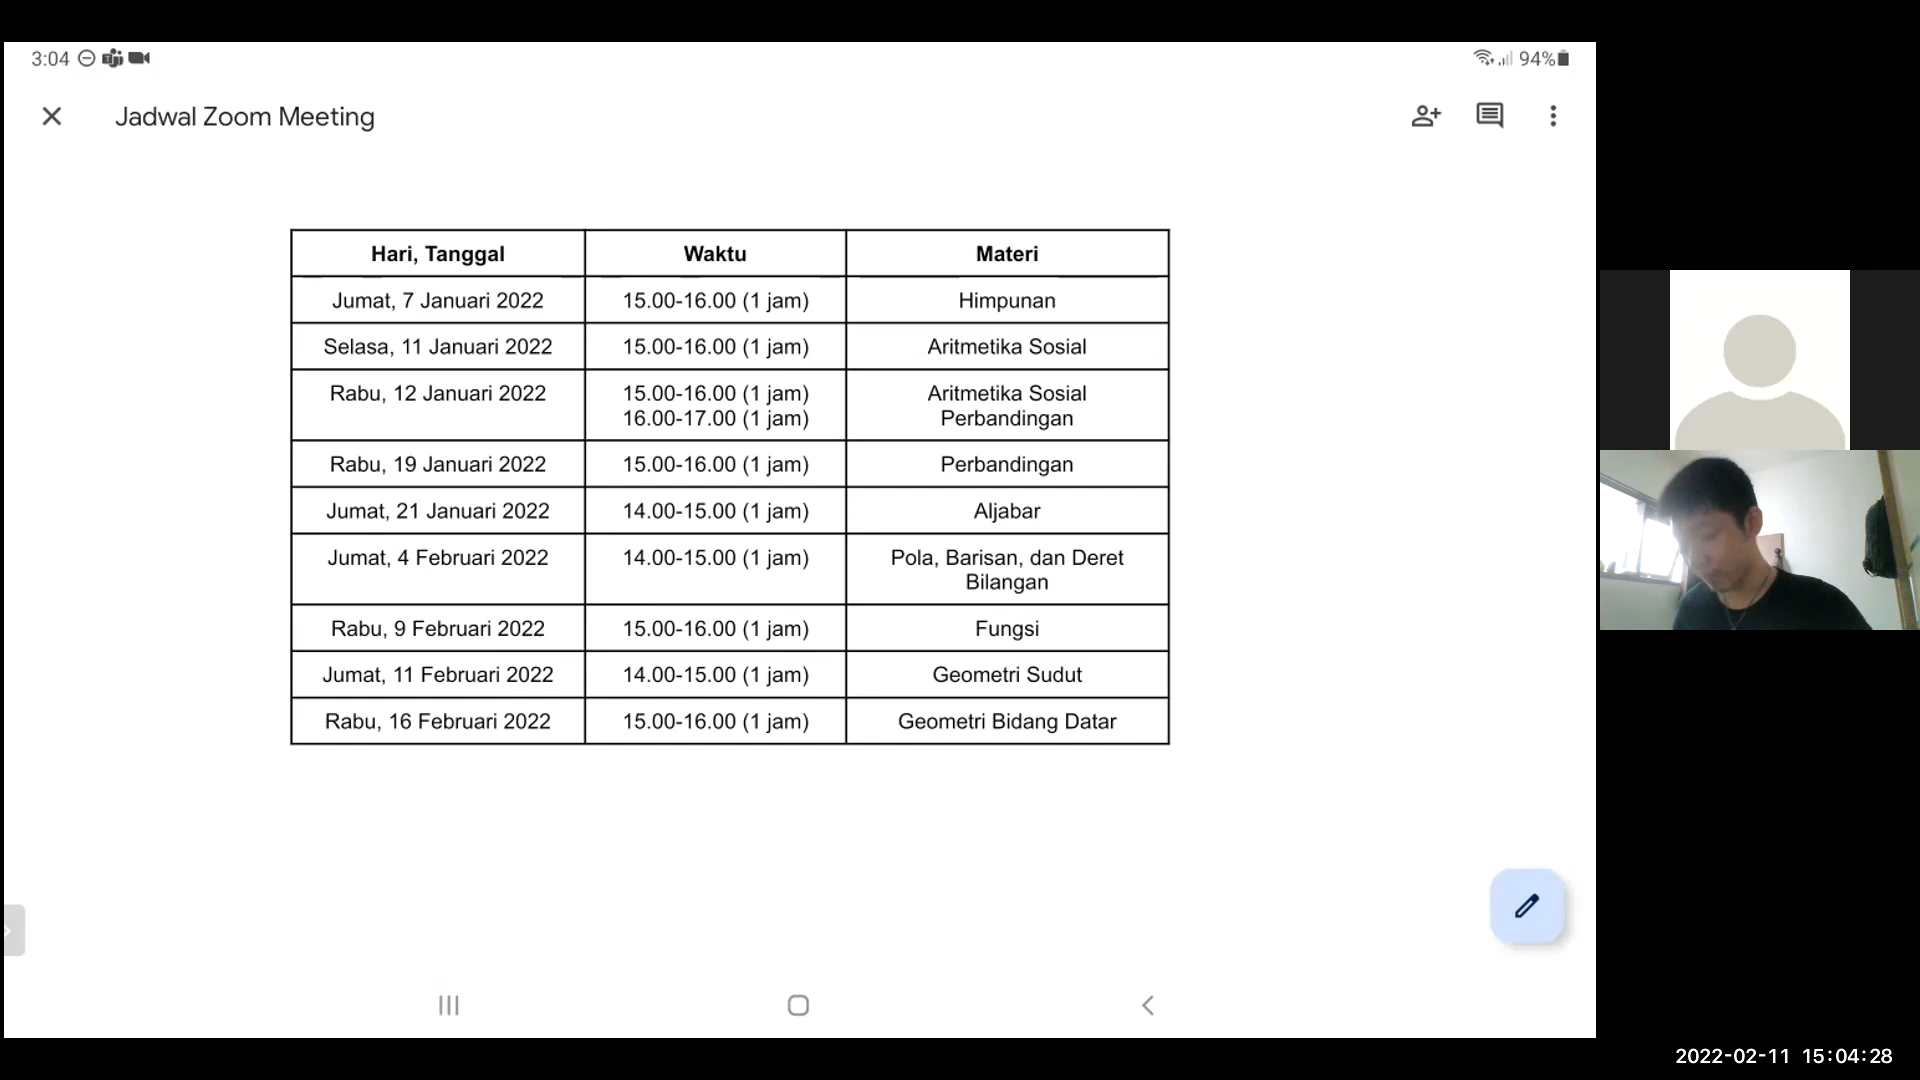 3:04 94%
Jadwal Zoom Meeting
Hari, Tanggal Waktu Materi
Jumat, 7 Januari 2022 15.00-16.00 (1 jam) Himpunan
Selasa, 11 Januari 2022 15.00-16.00 (1 jam) Aritmetika Sosial
Rabu, 12 Januari 2022 15.00-16.00 (1 jam) Aritmetika Sosial
16.00-17.00 (1 jam) Perbandingan
Rabu, 19 Januari 2022 15.00-16.00 (1 jam) Perbandingan
Jumat, 21 Januari 2022 14.00-15.00 (1 jam) Aljabar
Jumat, 4 Februari 2022 14.00-15.00 (1 jam) Pola, Barisan, dan Deret
Bilangan
Rabu, 9 Februari 2022 15.00-16.00 (1 jam) Fungsi
Jumat, 11 Februari 2022 14.00-15.00 (1 jam) Geometri Sudut
Rabu, 16 Februari 2022 15.00-16.00 (1 jam) Geometri Bidang Datar
2022-02-11 15:04:28